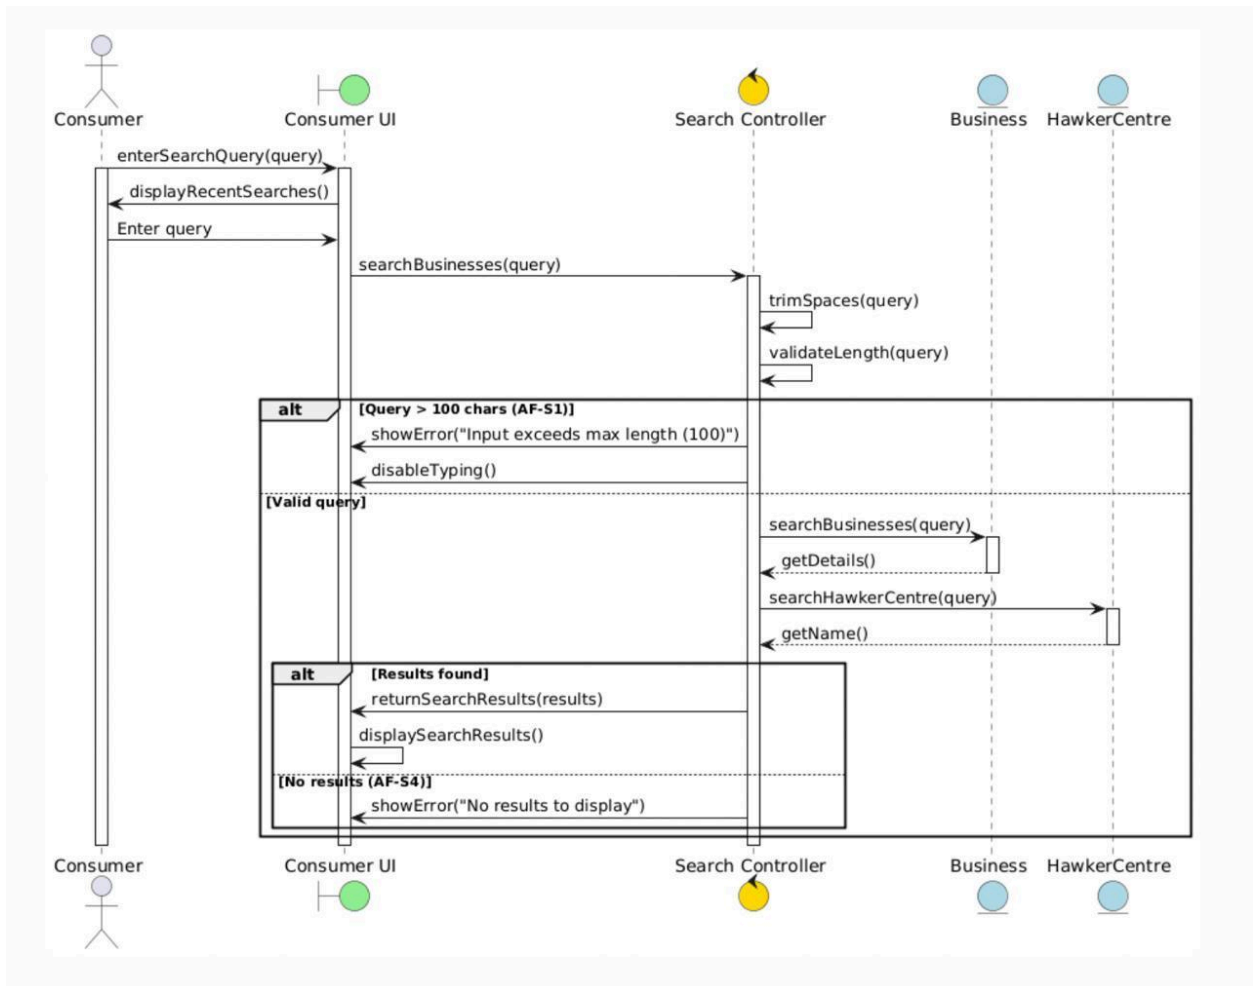 Consumer
Consumer UI
Search Controller
Business
HawkerCentre
enterSearchQuery(query)
displayRecentSearches()
Enter query
searchBusinesses(query)
trimSpaces(query)
validateLength(query)
alt
[Query > 100 chars (AF-S1)]
showError("Input exceeds max length (100)")
disableTyping()
[Valid query]
searchBusinesses(query)
getDetails()
searchHawkerCentre(query)
getName()
alt
[Results found]
returnSearchResults(results)
displaySearchResults()
[No results (AF-S4)]
showError("No results to display")
Consumer
Consumer UI
Search Controller
Business
HawkerCentre